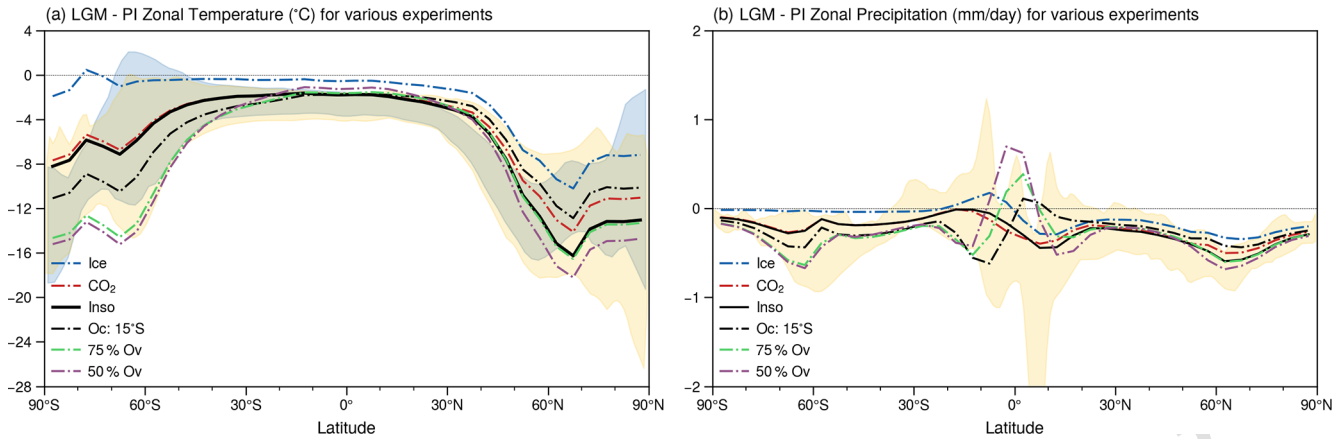 (a) LGM - PI Zonal Temperature (°C) for various experiments
4
0
−4
−8
−12
−16
−20
−24
−28
Ice
CO₂
Inso
Oc: 15°S
75 % Ov
50 % Ov
90°S 60°S 30°S 0° 30°N 60°N 90°N
Latitude
(b) LGM - PI Zonal Precipitation (mm/day) for various experiments
2
1
0
−1
−2
Ice
CO₂
Inso
Oc: 15°S
75 % Ov
50 % Ov
90°S 60°S 30°S 0° 30°N 60°N 90°N
Latitude